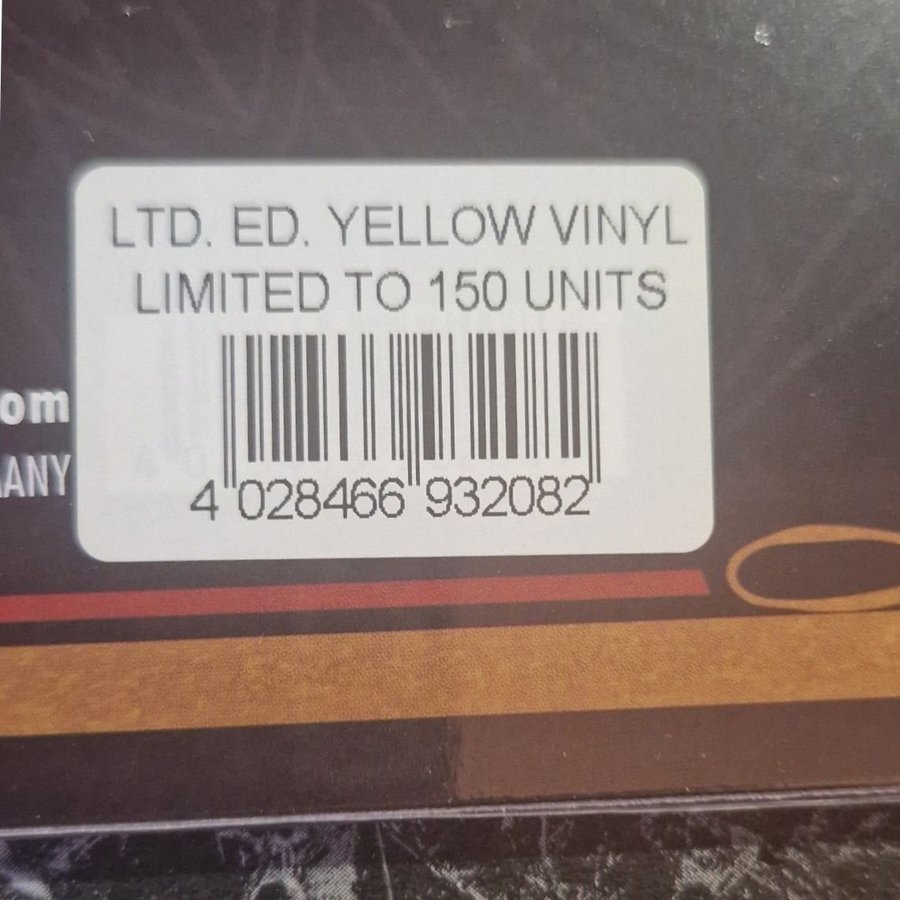 LTD. ED. YELLOW VINYL
LIMITED TO 150 UNITS
om
ANY
4 028466 932082